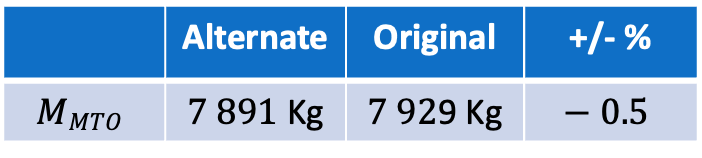 Alternate Original +/- %
M_MTO 7 891 Kg 7 929 Kg − 0.5